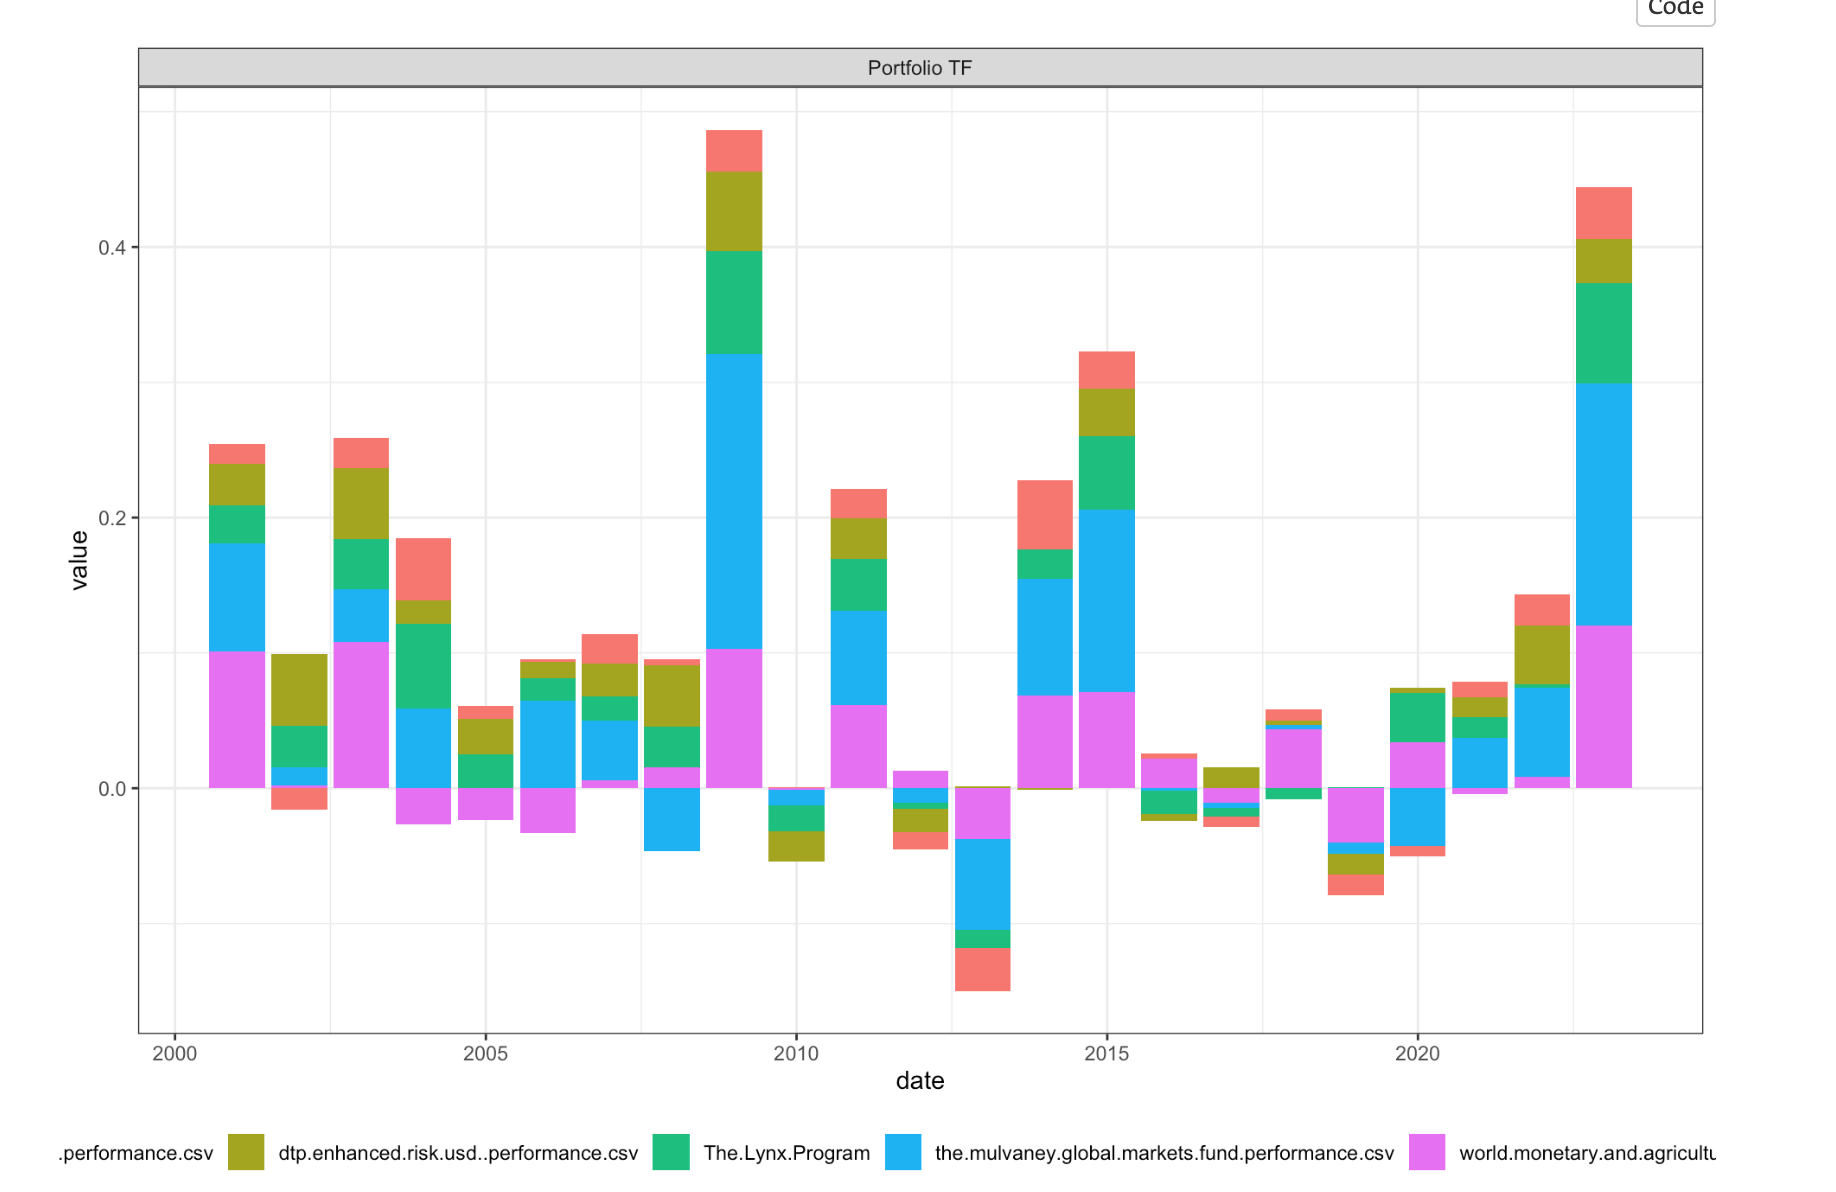 Code
Portfolio TF
0.4
0.2
0.0
value
2000 2005 2010 2015 2020
date
.performance.csv dtp.enhanced.risk.usd..performance.csv The.Lynx.Program the.mulvaney.global.markets.fund.performance.csv world.monetary.and.agricultu